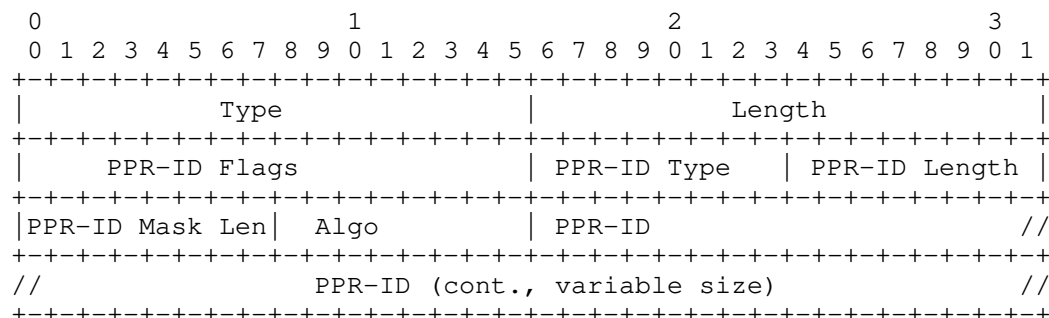 0                   1                   2                   3
 0 1 2 3 4 5 6 7 8 9 0 1 2 3 4 5 6 7 8 9 0 1 2 3 4 5 6 7 8 9 0 1
+-+-+-+-+-+-+-+-+-+-+-+-+-+-+-+-+-+-+-+-+-+-+-+-+-+-+-+-+-+-+-+-+
|            Type               |            Length             |
+-+-+-+-+-+-+-+-+-+-+-+-+-+-+-+-+-+-+-+-+-+-+-+-+-+-+-+-+-+-+-+-+
|     PPR-ID Flags              | PPR-ID Type   | PPR-ID Length |
+-+-+-+-+-+-+-+-+-+-+-+-+-+-+-+-+-+-+-+-+-+-+-+-+-+-+-+-+-+-+-+-+
|PPR-ID Mask Len|  Algo         | PPR-ID                       //
+-+-+-+-+-+-+-+-+-+-+-+-+-+-+-+-+-+-+-+-+-+-+-+-+-+-+-+-+-+-+-+-+
//                 PPR-ID (cont., variable size)               //
+-+-+-+-+-+-+-+-+-+-+-+-+-+-+-+-+-+-+-+-+-+-+-+-+-+-+-+-+-+-+-+-+